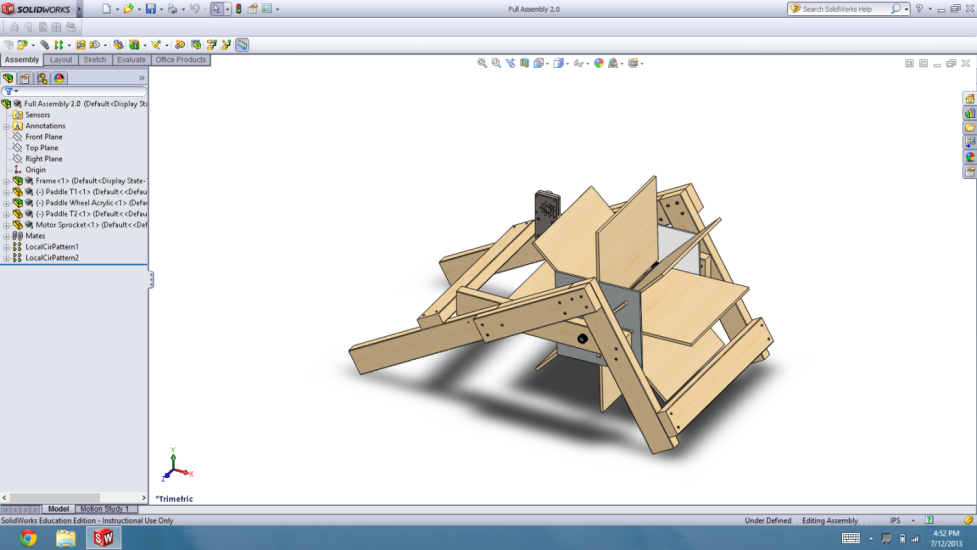 SOLIDWORKS
Full Assembly 2.0
Search SolidWorks Help
Assembly
Layout
Sketch
Evaluate
Office Products
Full Assembly 2.0 (Default<Display Sta
Sensors
Annotations
Front Plane
Top Plane
Right Plane
Origin
Frame<1> (Default<Display State-
(-) Paddle T1<1> (Default<<Defau
(-) Paddle Wheel Acrylic<1> (Defau
(-) Paddle T2<1> (Default<<Defau
Motor Sprocket<1> (Default<<Def
Mates
LocalCirPattern1
LocalCirPattern2
Y
X
Z
*Trimetric
Model
Motion Study 1
SolidWorks Education Edition - Instructional Use Only
Under Defined
Editing Assembly
IPS
4:52 PM
7/12/2013